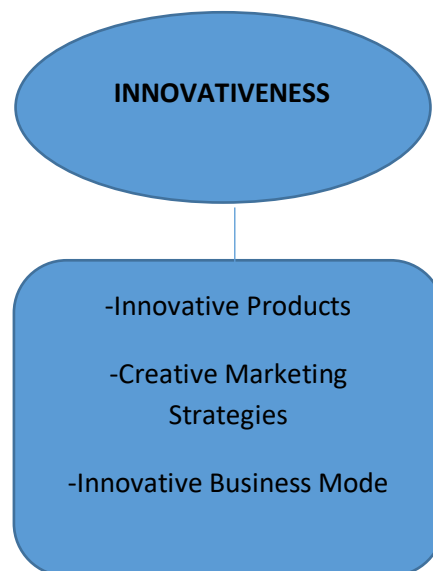 INNOVATIVENESS
-Innovative Products
-Creative Marketing
Strategies
-Innovative Business Mode